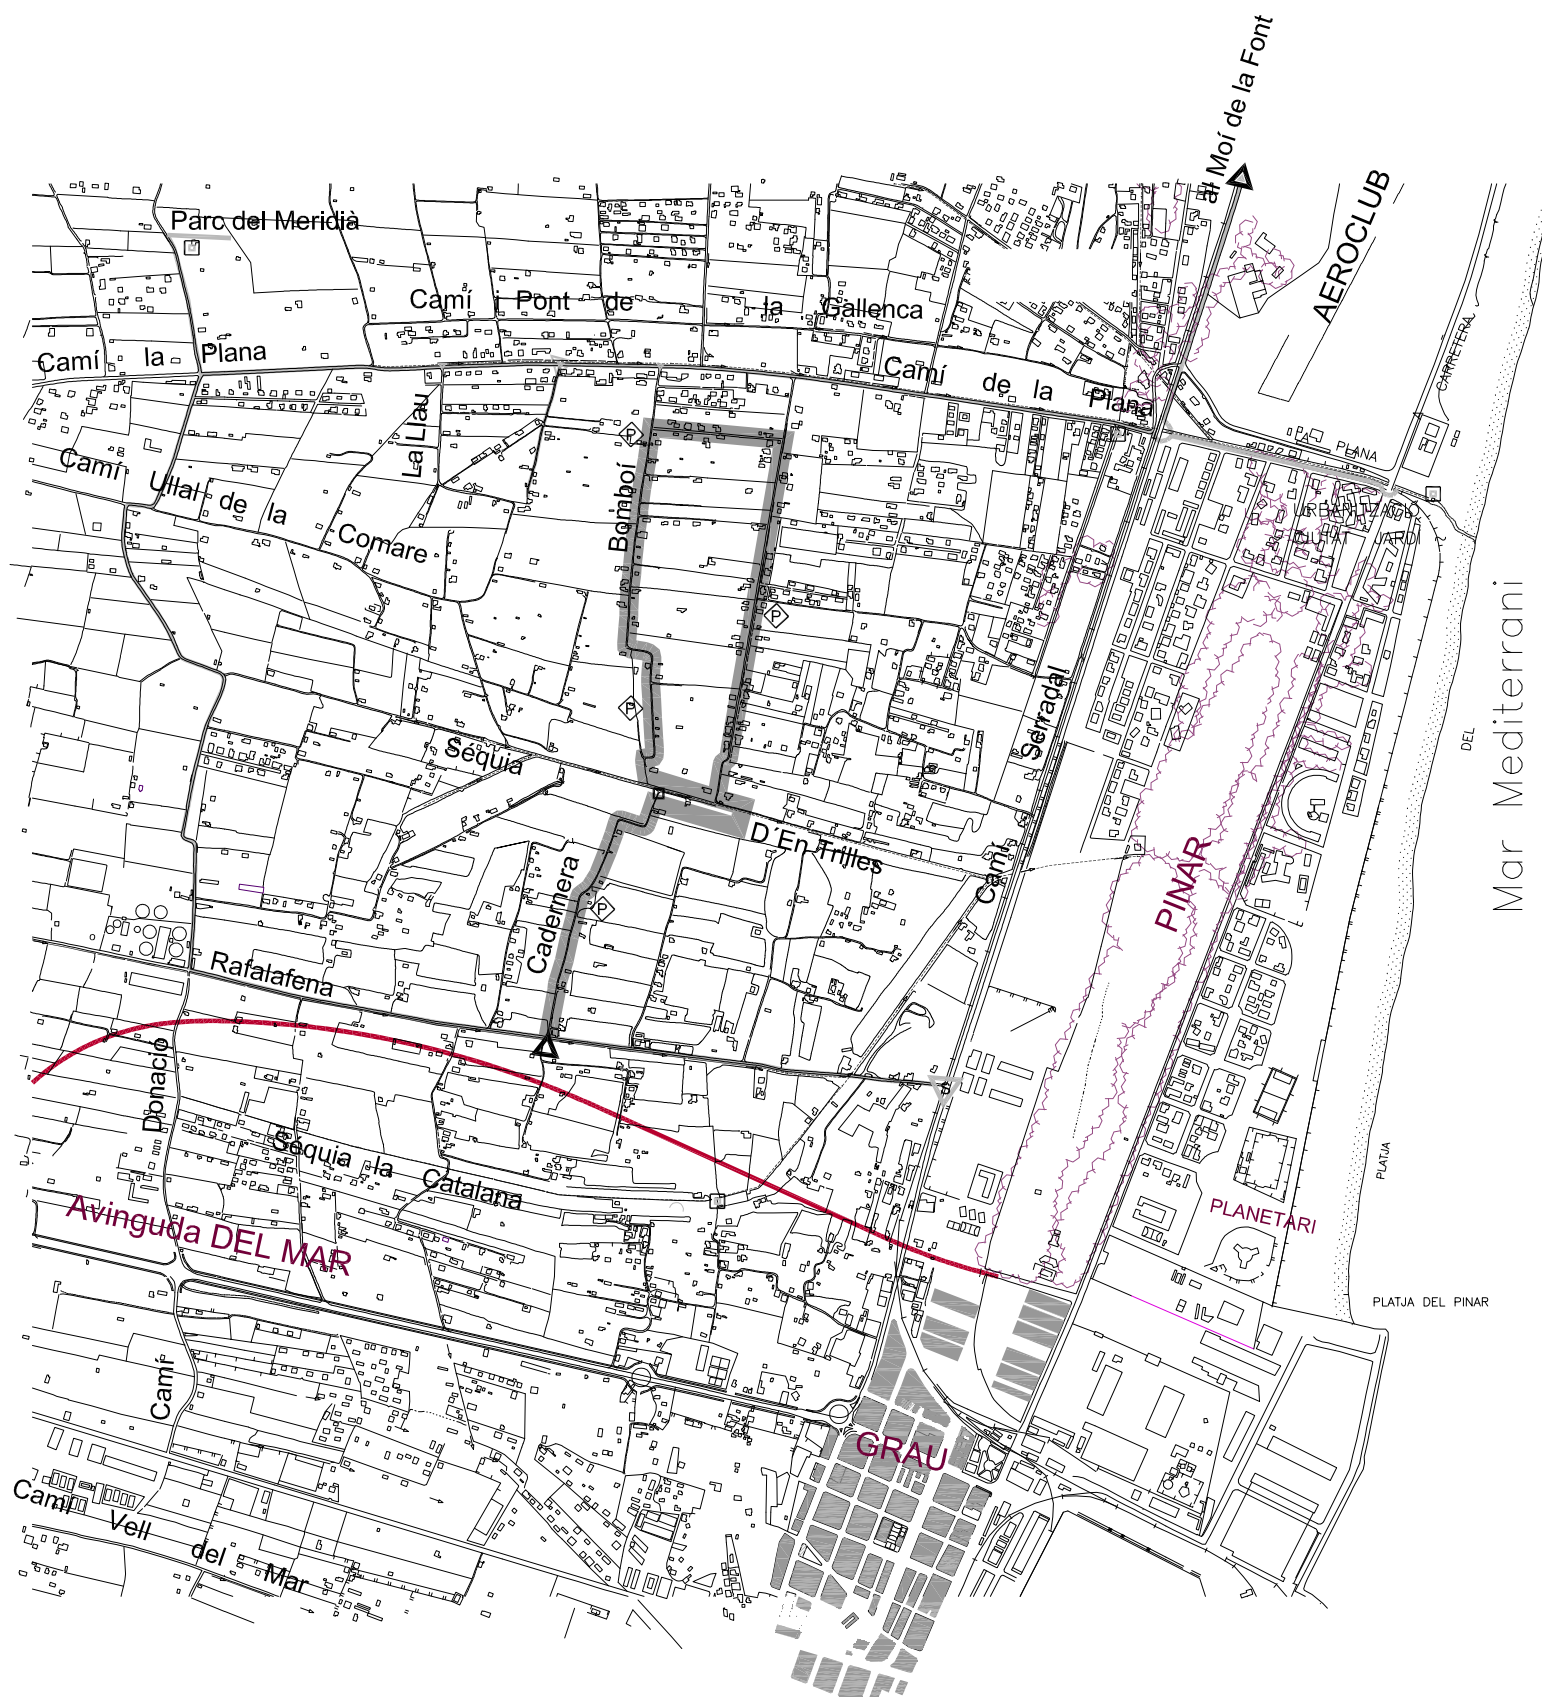 al Moí de la Font
AEROCLUB
Parc del Meridià
Camí i Pont de la Gallenca
Camí la Plana
Camí de la Plana
CARRETERA
PLANA
LA
Camí Ullal de la Comare
La Llau
P
Bomboí
URBANITZACIÓ
CIUTAT JARDÍ
Mar Mediterrani
P
P
Serradal
Camí
DEL
Séquia D´En Trilles
PINAR
Cadernera
P
Rafalafena
Donació
Camí
PLATJA
Séquia la Catalana
PLANETARI
Avinguda DEL MAR
PLATJA DEL PINAR
GRAU
Camí Vell del Mar